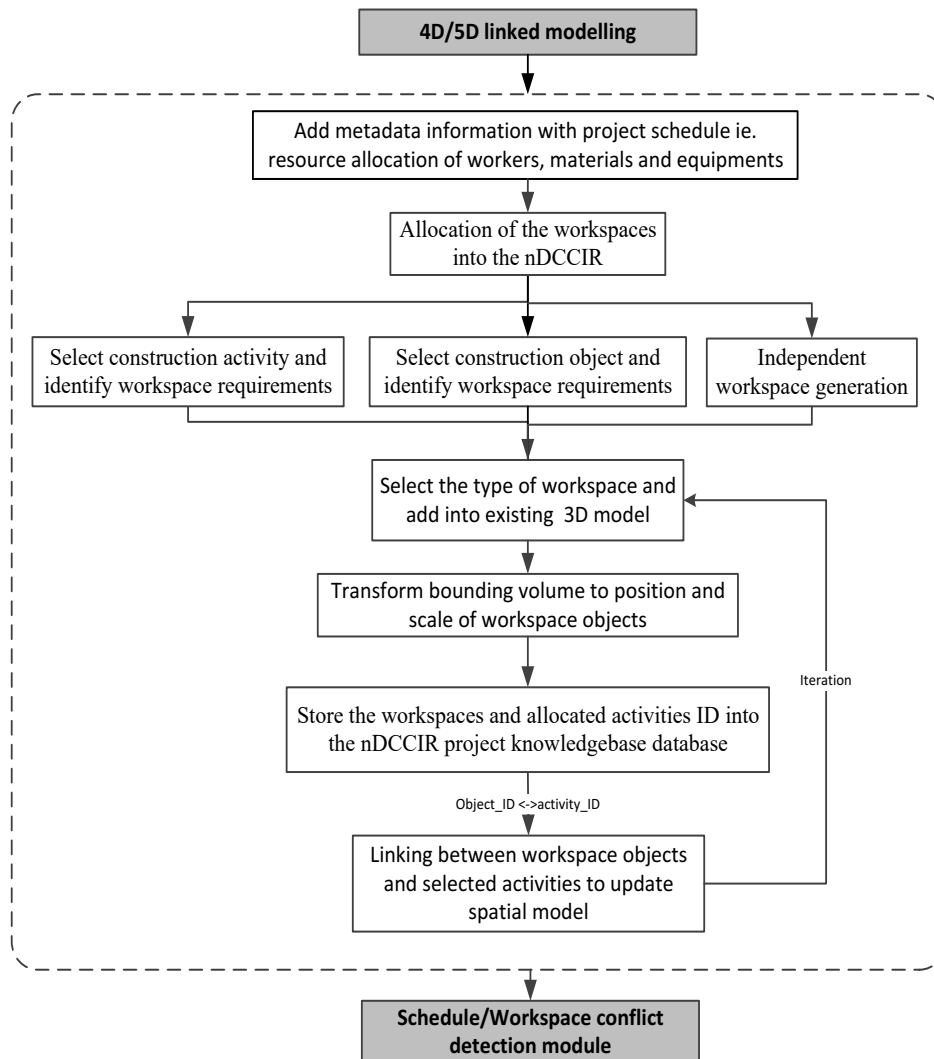 4D/5D linked modelling
Add metadata information with project schedule ie.
resource allocation of workers, materials and equipments
Allocation of the workspaces
into the nDCCIR
Select construction activity and
identify workspace requirements
Select construction object and
identify workspace requirements
Independent
workspace generation
Select the type of workspace and
add into existing 3D model
Transform bounding volume to position and
scale of workspace objects
Iteration
Store the workspaces and allocated activities ID into
the nDCCIR project knowledgebase database
Object_ID <->activity_ID
Linking between workspace objects
and selected activities to update
spatial model
Schedule/Workspace conflict
detection module